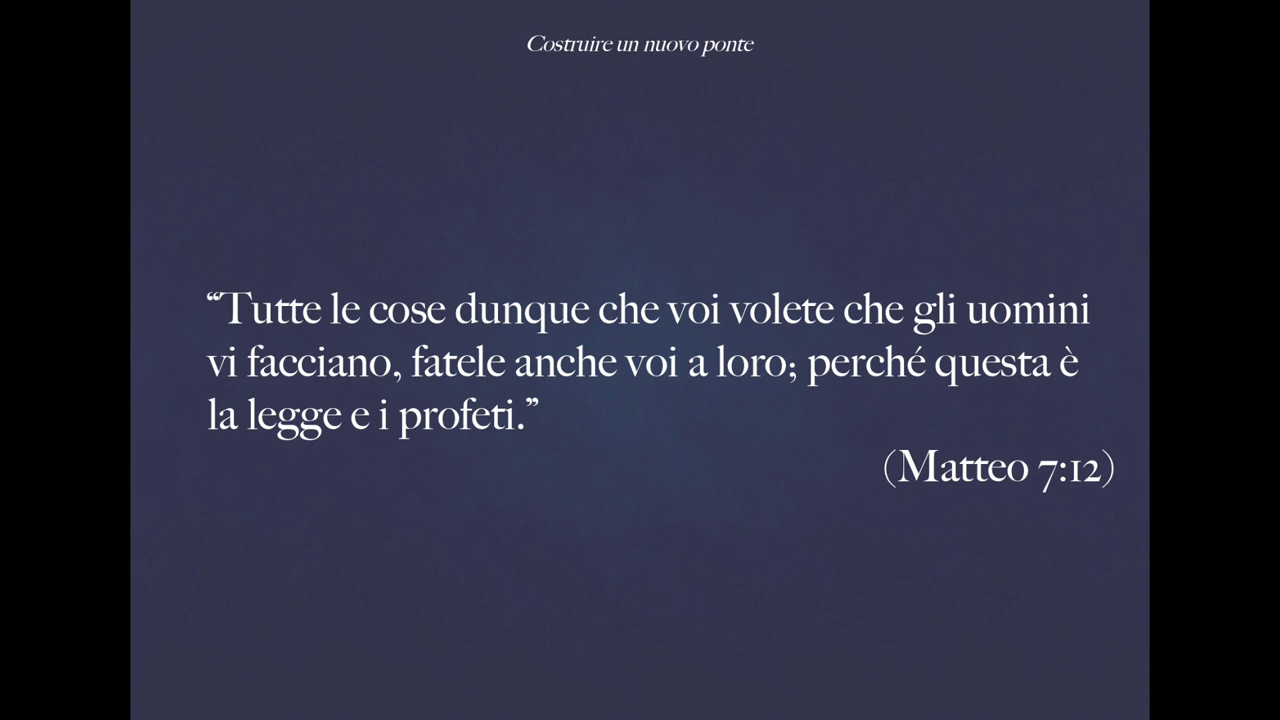 Costruire un nuovo ponte
“Tutte le cose dunque che voi volete che gli uomini
vi facciano, fatele anche voi a loro; perché questa è
la legge e i profeti.”
(Matteo 7:12)